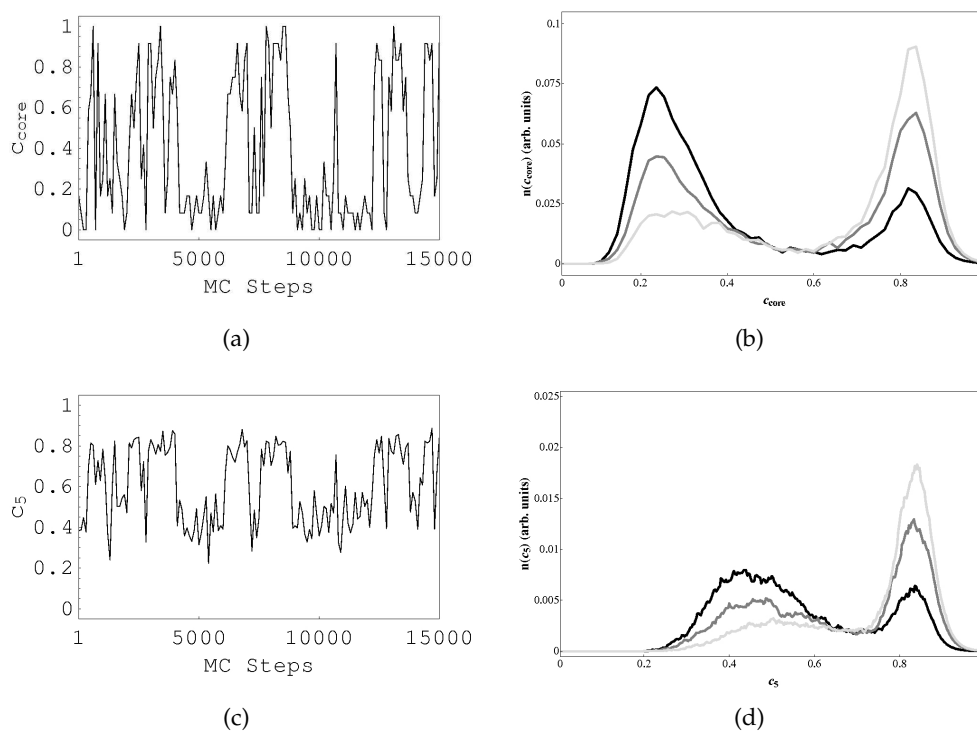 1
0.8
0.6
0.4
0.2
0
C_core
1 5000 10000 15000
MC Steps
(a)
0.1
0.075
0.05
0.025
0
n(c_core) (arb. units)
0 0.2 0.4 0.6 0.8
c_core
(b)
1
0.8
0.6
0.4
0.2
0
C_5
1 5000 10000 15000
MC Steps
(c)
0.025
0.02
0.015
0.01
0.005
0
n(c_5) (arb. units)
0 0.2 0.4 0.6 0.8
c_5
(d)